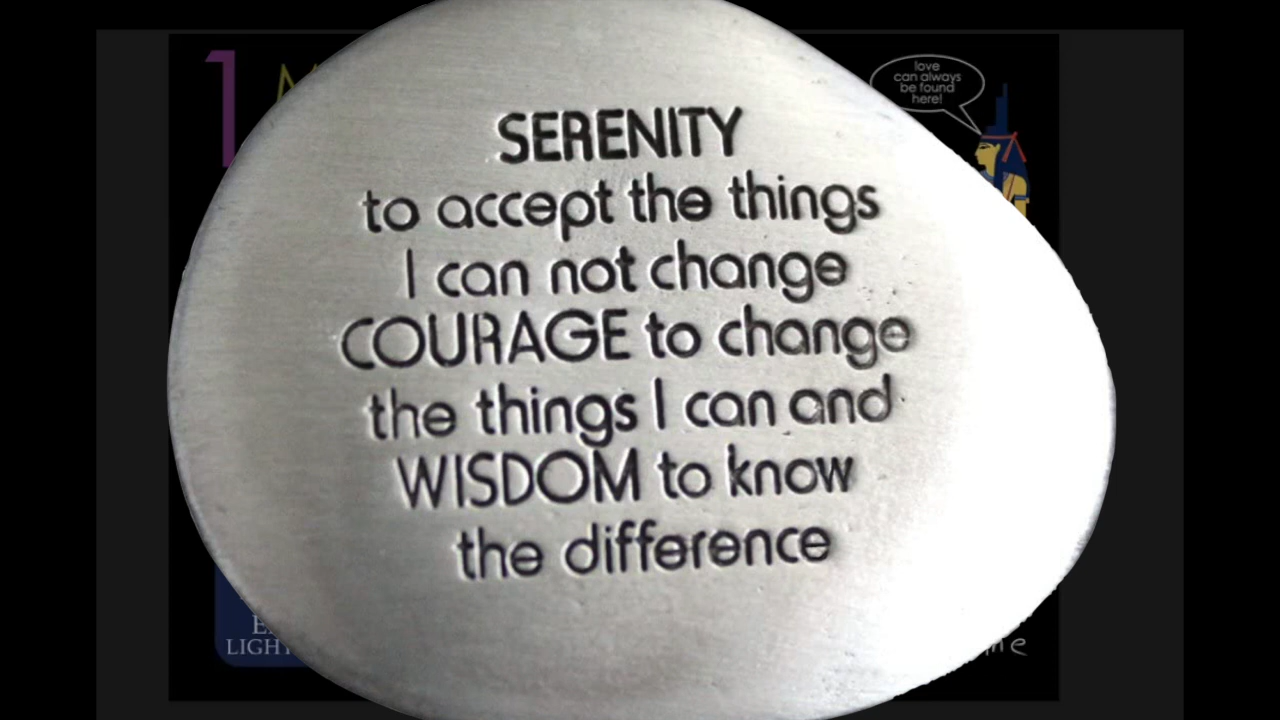 love
can always
be found
here!
SERENITY
to accept the things
I can not change
COURAGE to change
the things I can and
WISDOM to know
the difference